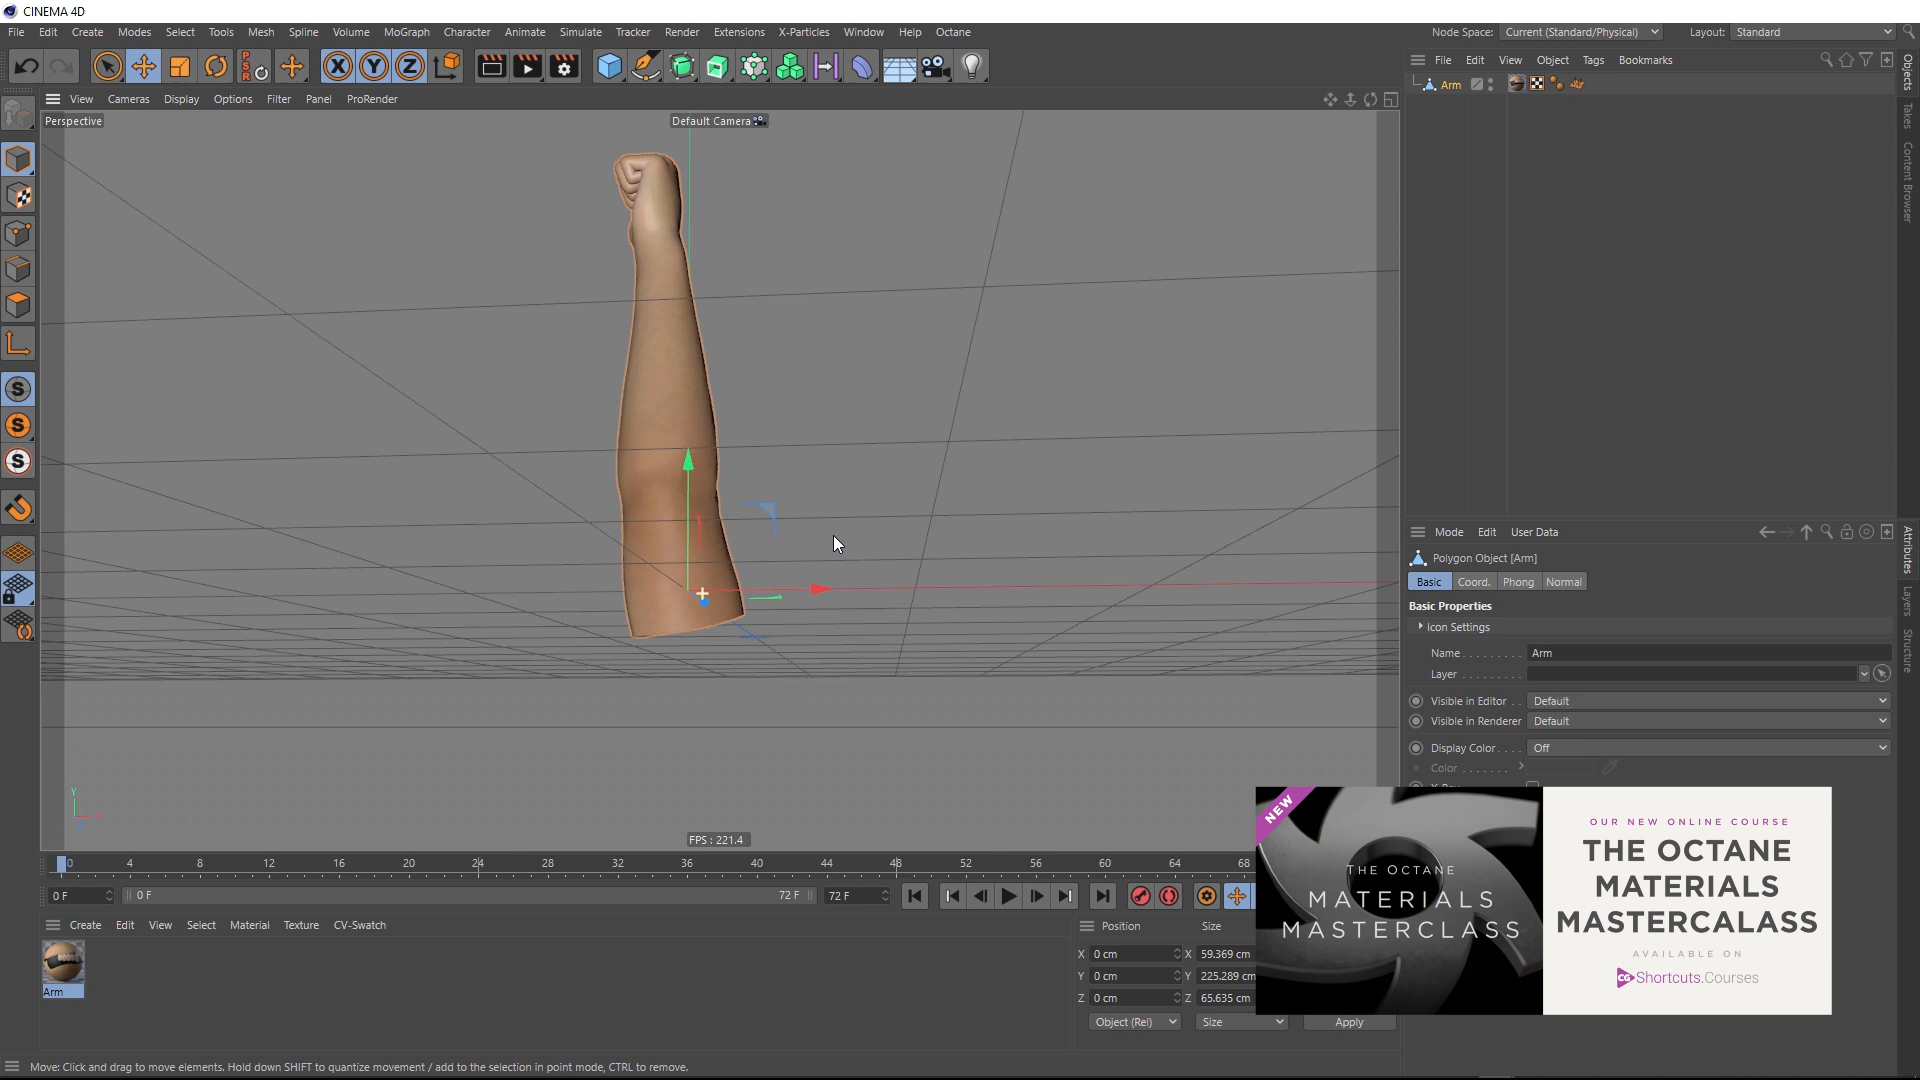 CINEMA 4D
File Edit Create Modes Select Tools Mesh Spline Volume MoGraph Character Animate Simulate Tracker Render Extensions X-Particles Window Help Octane
Node Space: Current (Standard/Physical) Layout: Standard
PSR
X Y Z
File Edit View Object Tags Bookmarks
Arm
View Cameras Display Options Filter Panel ProRender
Perspective
Default Camera
Objects
Takes
Content Browser
S
S
S
Mode Edit User Data
Polygon Object [Arm]
Basic Coord. Phong Normal
Basic Properties
Icon Settings
Name Arm
Layer
Visible in Editor Default
Visible in Renderer Default
Display Color Off
Color
Attributes
Layers
Structure
Y
FPS : 221.4
0 4 8 12 16 20 24 28 32 36 40 44 48 52 56 60 64 68
0 F 0 F 72 F 72 F
Create Edit View Select Material Texture CV-Swatch
Arm
Position Size
X 0 cm X 59.369 cm
Y 0 cm Y 225.289 cm
Z 0 cm Z 65.635 cm
Object (Rel) Size Apply
NEW
THE OCTANE
MATERIALS
MASTERCLASS
OUR NEW ONLINE COURSE
THE OCTANE
MATERIALS
MASTERCALASS
AVAILABLE ON
CG Shortcuts.Courses
Move: Click and drag to move elements. Hold down SHIFT to quantize movement / add to the selection in point mode, CTRL to remove.